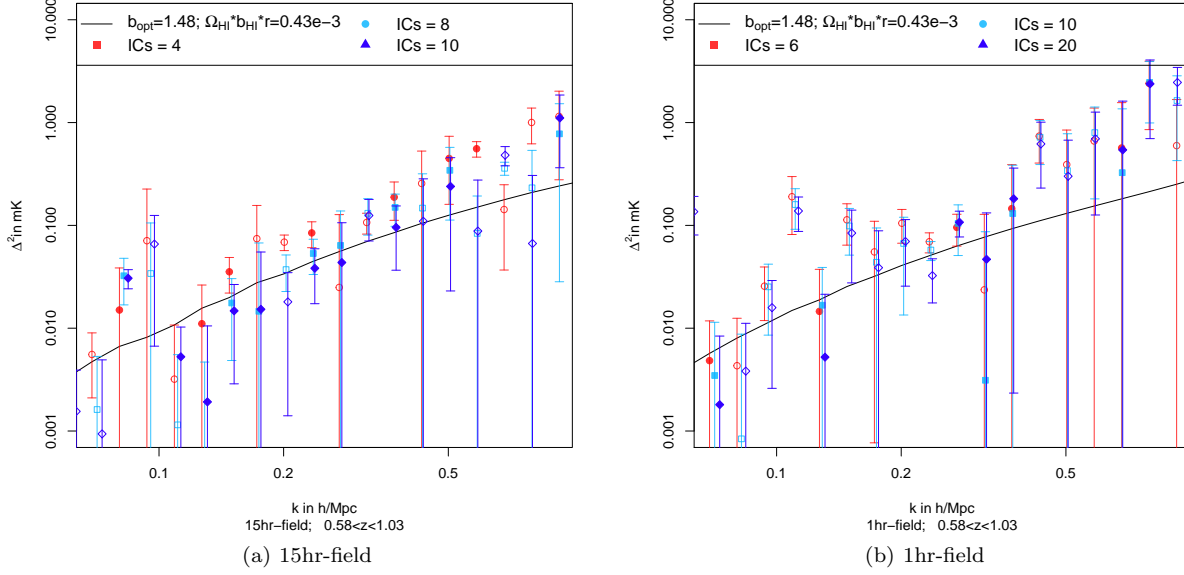 b_opt=1.48; Ω_HI*b_HI*r=0.43e−3
ICs = 4
ICs = 8
ICs = 10
10.000
1.000
0.100
0.010
0.001
Δ² in mK
0.1
0.2
0.5
k in h/Mpc
15hr−field; 0.58<z<1.03
(a) 15hr-field
b_opt=1.48; Ω_HI*b_HI*r=0.43e−3
ICs = 6
ICs = 10
ICs = 20
10.000
1.000
0.100
0.010
0.001
Δ² in mK
0.1
0.2
0.5
k in h/Mpc
1hr−field; 0.58<z<1.03
(b) 1hr-field